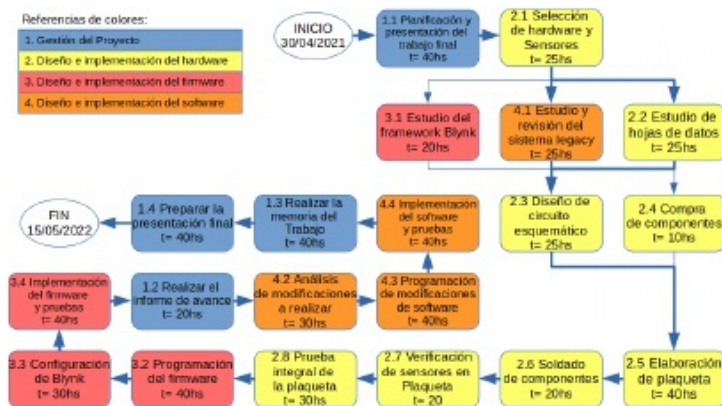 Referencias de colores:
1. Gestión del Proyecto
2. Diseño e implementación del hardware
3. Diseño e implementación del firmware
4. Diseño e implementación del software
INICIO
30/04/2021
1.1 Planificación y
presentación del
trabajo final
t= 40hs
2.1 Selección
de hardware y
Sensores
t= 25hs
3.1 Estudio del
framework Blynk
t= 20hs
4.1 Estudio y
revisión del
sistema legacy
t= 25hs
2.2 Estudio de
hojas de datos
t= 25hs
FIN
15/05/2022
1.4 Preparar la
presentación final
t= 40hs
1.3 Realizar la
memoria del
Trabajo
t= 40hs
4.4 Implementación
del software
y pruebas
t= 40hs
2.3 Diseño de
circuito
esquemático
t= 25hs
2.4 Compra
de componentes
t= 10hs
3.4 Implementación
del firmware
y pruebas
t= 40hs
1.2 Realizar el
informe de avance
t= 20hs
4.2 Análisis
de modificaciones
a realizar
t= 30hs
4.3 Programación
de modificaciones
de software
t= 40hs
3.3 Configuración
de Blynk
t= 30hs
3.2 Programación
del firmware
t= 40hs
2.8 Prueba
integral de
la plaqueta
t= 30hs
2.7 Verificación
de sensores en
Plaqueta
t= 20
2.6 Soldado
de componentes
t= 20hs
2.5 Elaboración
de plaqueta
t= 40hs